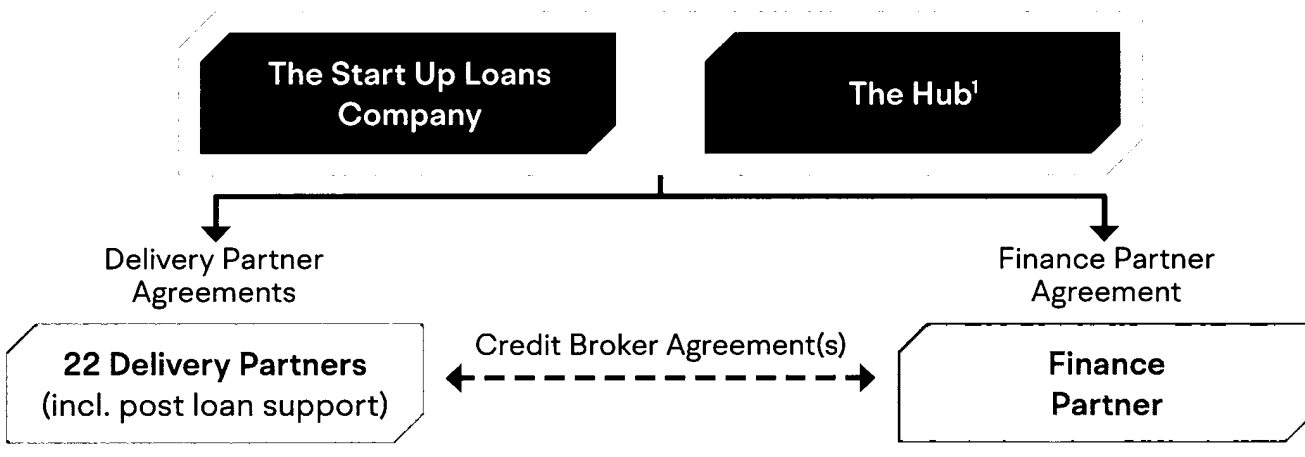 The Start Up Loans
Company
The Hub¹
Delivery Partner
Agreements
Finance Partner
Agreement
22 Delivery Partners
(incl. post loan support)
Credit Broker Agreement(s)
Finance
Partner